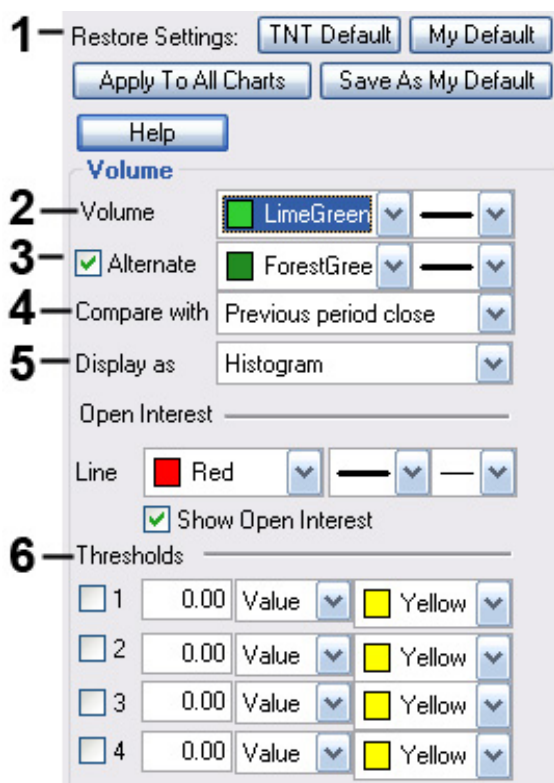 1 Restore Settings: TNT Default My Default
Apply To All Charts Save As My Default
Help
Volume
2 Volume LimeGreen
3 Alternate ForestGree
4 Compare with Previous period close
5 Display as Histogram
Open Interest
Line Red
Show Open Interest
6 Thresholds
1 0.00 Value Yellow
2 0.00 Value Yellow
3 0.00 Value Yellow
4 0.00 Value Yellow